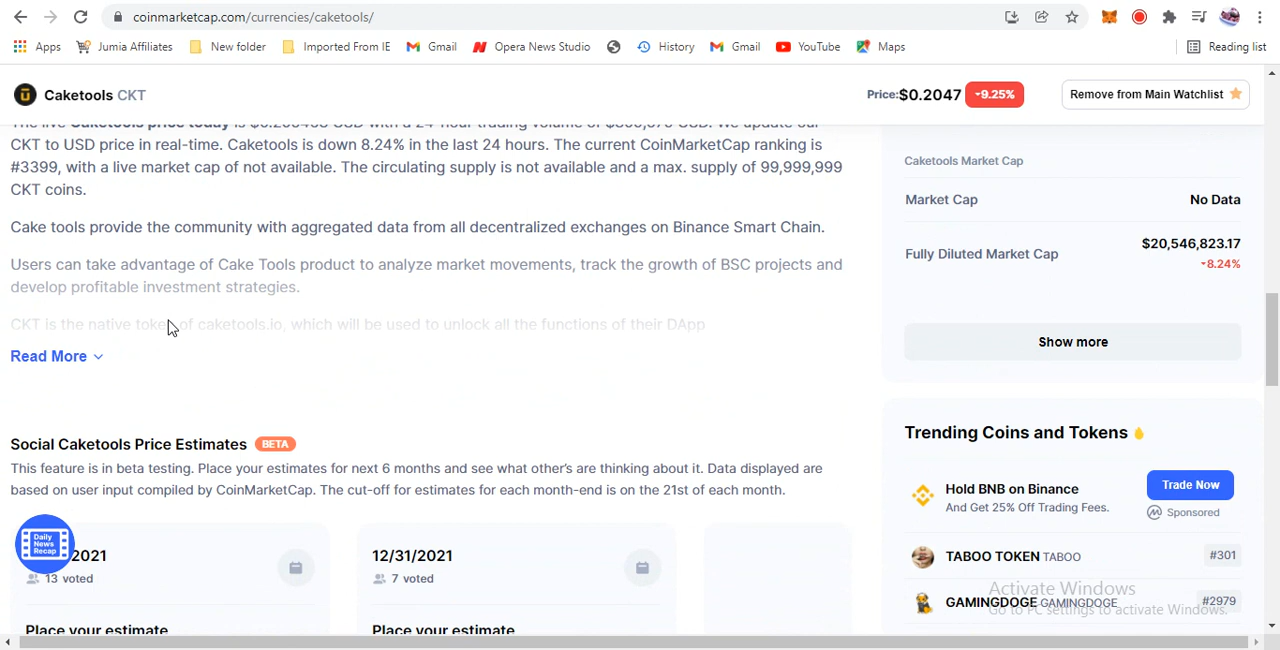 coinmarketcap.com/currencies/caketools/
Apps Jumia Affiliates New folder Imported From IE Gmail Opera News Studio History Gmail YouTube Maps Reading list
Caketools CKT Price:$0.2047 -9.25% Remove from Main Watchlist
CKT to USD price in real-time. Caketools is down 8.24% in the last 24 hours. The current CoinMarketCap ranking is
#3399, with a live market cap of not available. The circulating supply is not available and a max. supply of 99,999,999
CKT coins.
Cake tools provide the community with aggregated data from all decentralized exchanges on Binance Smart Chain.
Users can take advantage of Cake Tools product to analyze market movements, track the growth of BSC projects and
develop profitable investment strategies.
CKT is the native token of caketools.io, which will be used to unlock all the functions of their DApp
Read More
Social Caketools Price Estimates BETA
This feature is in beta testing. Place your estimates for next 6 months and see what other's are thinking about it. Data displayed are
based on user input compiled by CoinMarketCap. The cut-off for estimates for each month-end is on the 21st of each month.
Daily
News
Recap
2021
13 voted
Place your estimate
12/31/2021
7 voted
Place your estimate
Caketools Market Cap
Market Cap No Data
Fully Diluted Market Cap $20,546,823.17
8.24%
Show more
Trending Coins and Tokens
Hold BNB on Binance Trade Now
And Get 25% Off Trading Fees. Sponsored
TABOO TOKEN TABOO #301
GAMINGDOGE GAMINGDOGE #2979
Activate Windows
Go to PC settings to activate Windows.